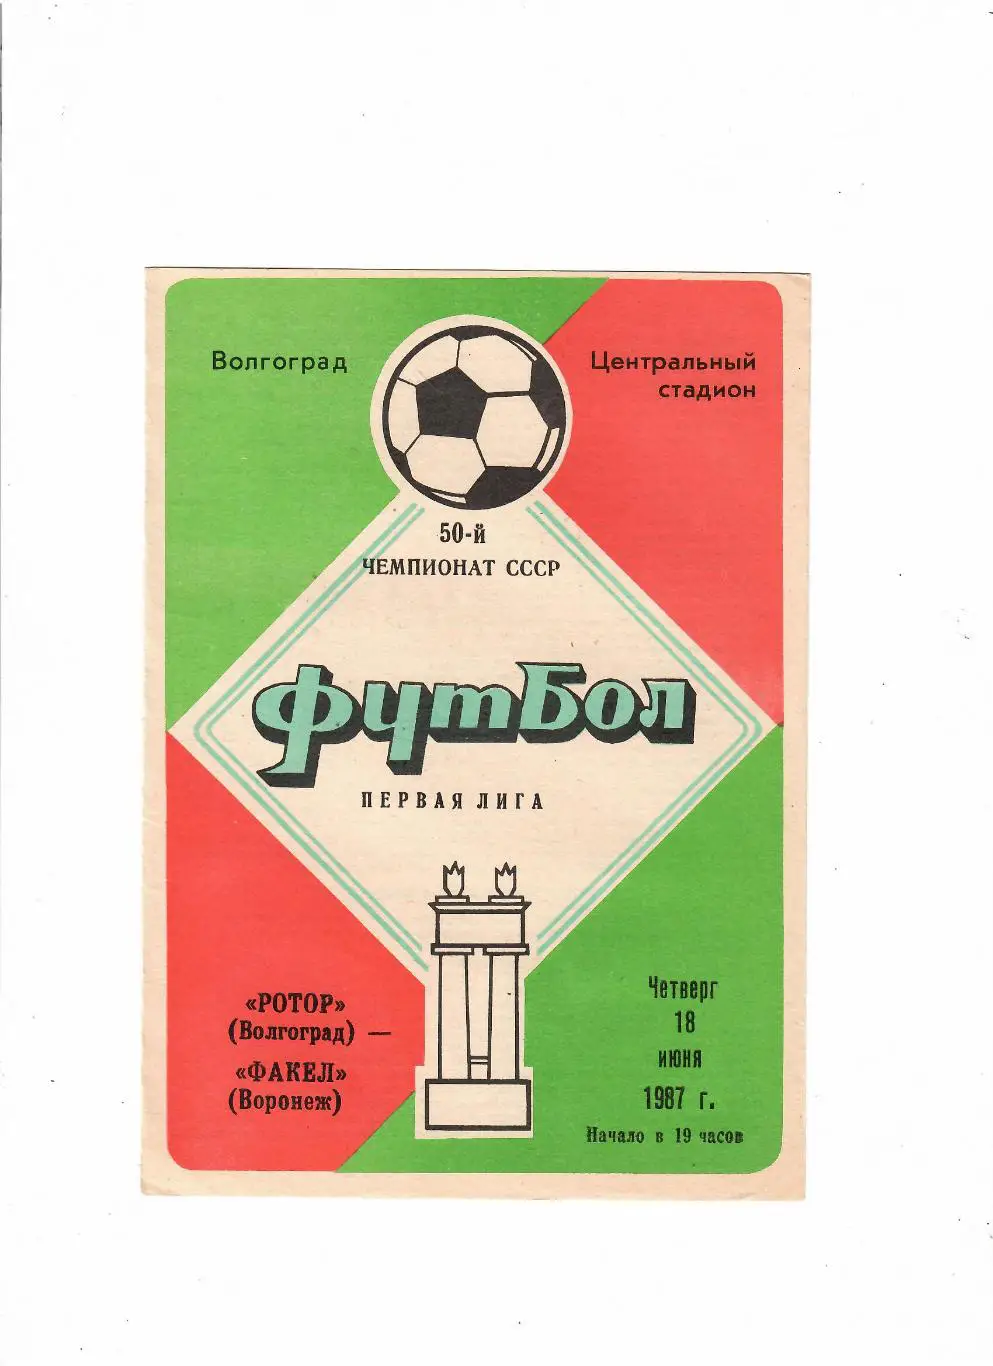 Волгоград
Центральный
стадион
50-й
ЧЕМПИОНАТ СССР
ФутБол
ПЕРВАЯ ЛИГА
«РОТОР»
(Волгоград) —
«ФАКЕЛ»
(Воронеж)
Четверг
18
июня
1987 г.
Начало в 19 часов